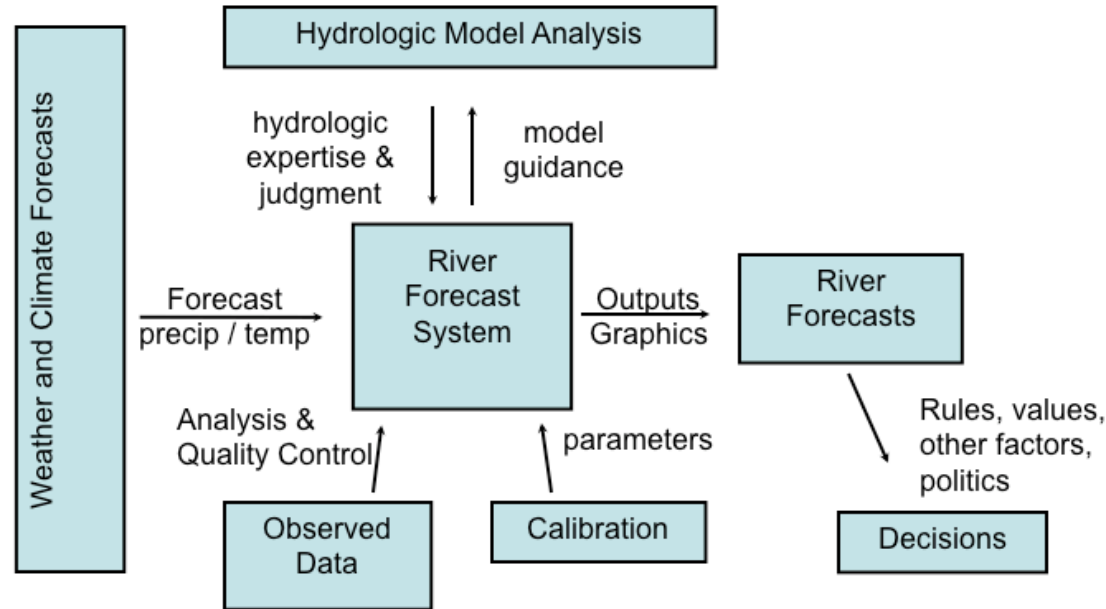 Hydrologic Model Analysis
Weather and Climate Forecasts
hydrologic
expertise &
judgment
model
guidance
River
Forecast
System
Forecast
precip / temp
Outputs
Graphics
River
Forecasts
Analysis &
Quality Control
parameters
Rules, values,
other factors,
politics
Observed
Data
Calibration
Decisions